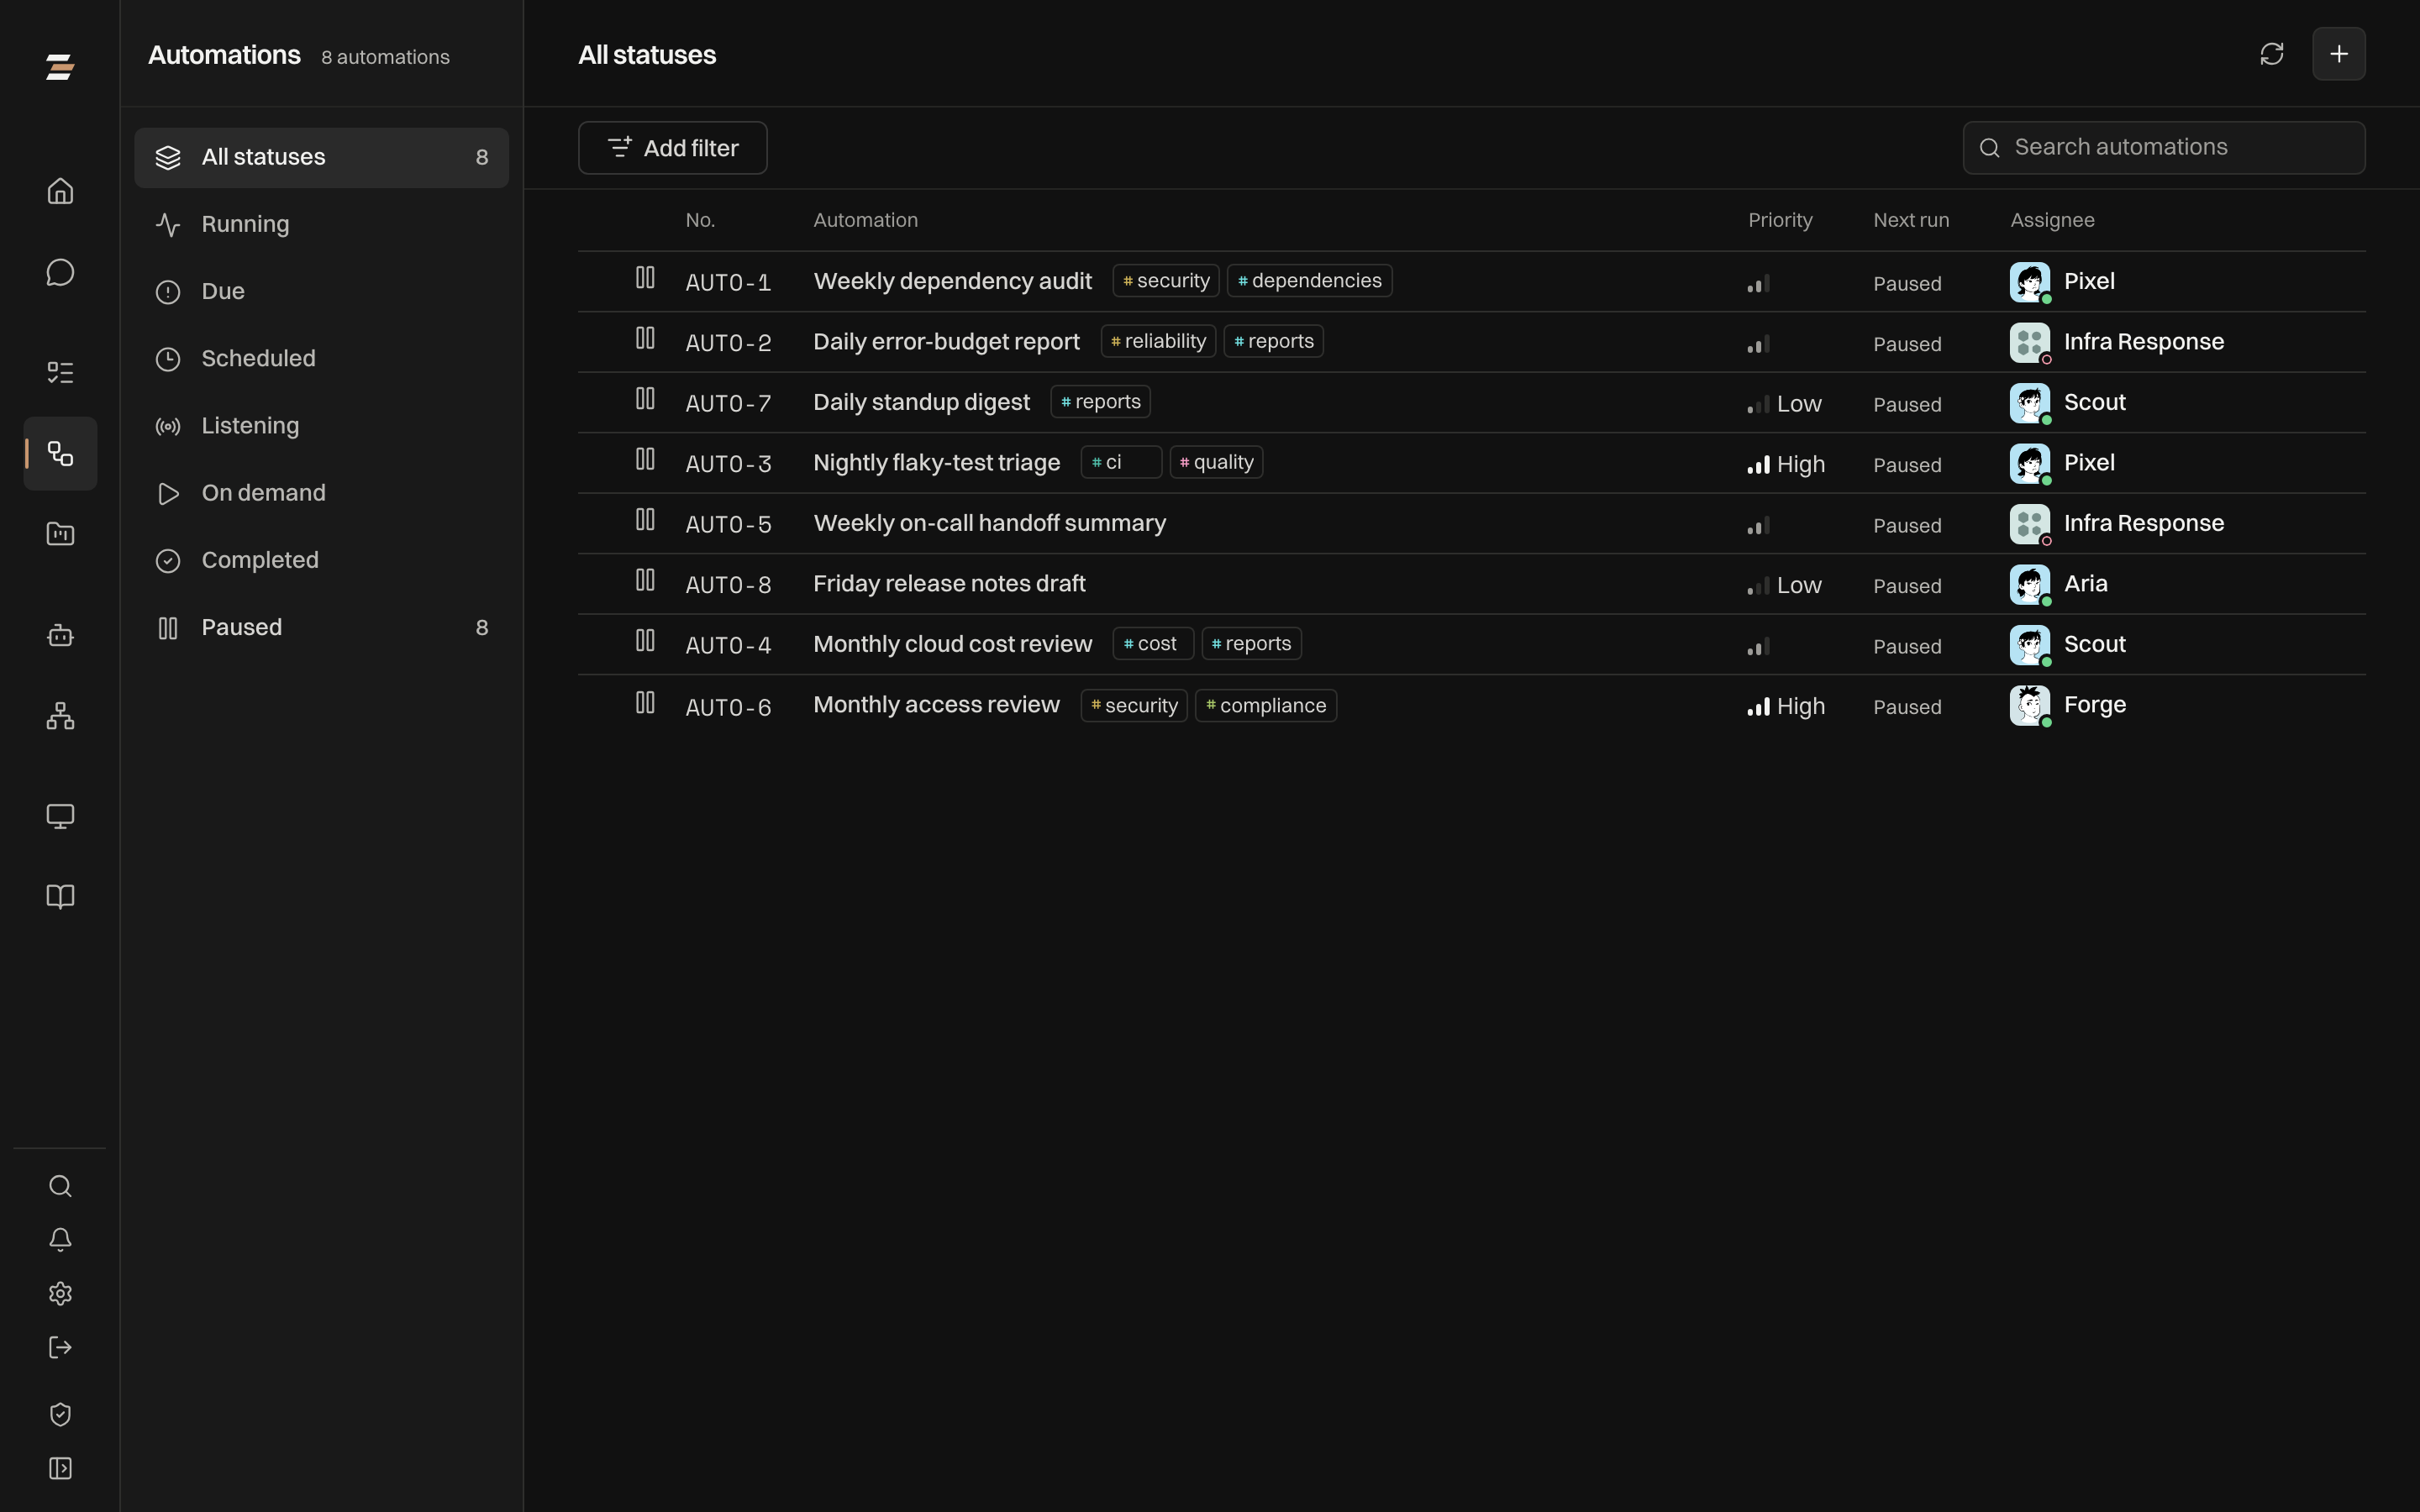 Automations 8 automations
All statuses 8
Running
Due
Scheduled
Listening
On demand
Completed
Paused 8
All statuses
Add filter
Search automations
No. Automation Priority Next run Assignee
AUTO-1 Weekly dependency audit #security #dependencies Paused Pixel
AUTO-2 Daily error-budget report #reliability #reports Paused Infra Response
AUTO-7 Daily standup digest #reports Low Paused Scout
AUTO-3 Nightly flaky-test triage #ci #quality High Paused Pixel
AUTO-5 Weekly on-call handoff summary Paused Infra Response
AUTO-8 Friday release notes draft Low Paused Aria
AUTO-4 Monthly cloud cost review #cost #reports Paused Scout
AUTO-6 Monthly access review #security #compliance High Paused Forge